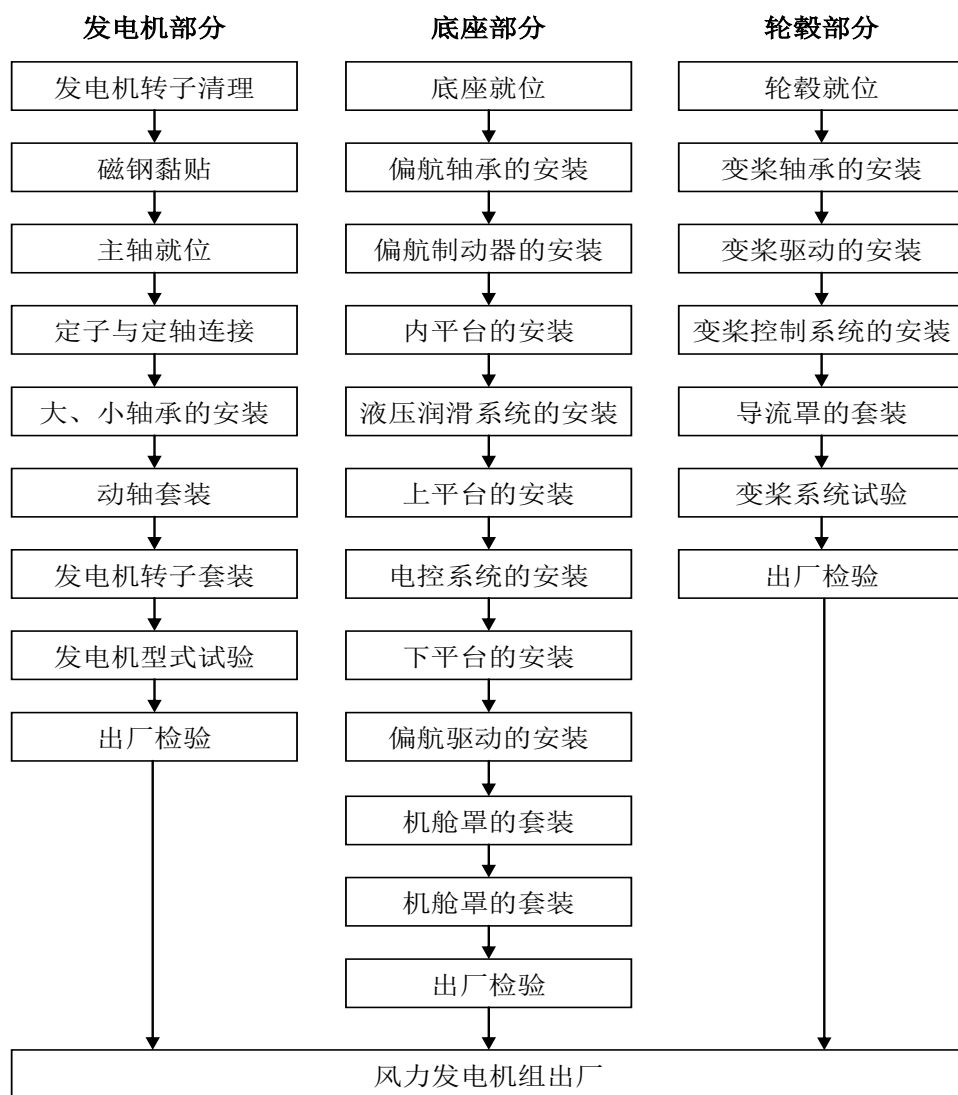 发电机部分
发电机转子清理
磁钢黏贴
主轴就位
定子与定轴连接
大、小轴承的安装
动轴套装
发电机转子套装
发电机型式试验
出厂检验
底座部分
底座就位
偏航轴承的安装
偏航制动器的安装
内平台的安装
液压润滑系统的安装
上平台的安装
电控系统的安装
下平台的安装
偏航驱动的安装
机舱罩的套装
机舱罩的套装
出厂检验
轮毂部分
轮毂就位
变桨轴承的安装
变桨驱动的安装
变桨控制系统的安装
导流罩的套装
变桨系统试验
出厂检验
风力发电机组出厂